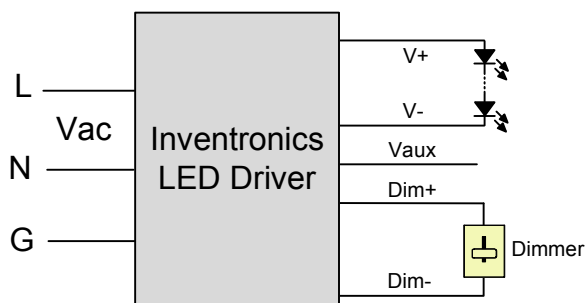 L
Vac
N
G
Inventronics
LED Driver
V+
V-
Vaux
Dim+
Dimmer
Dim-